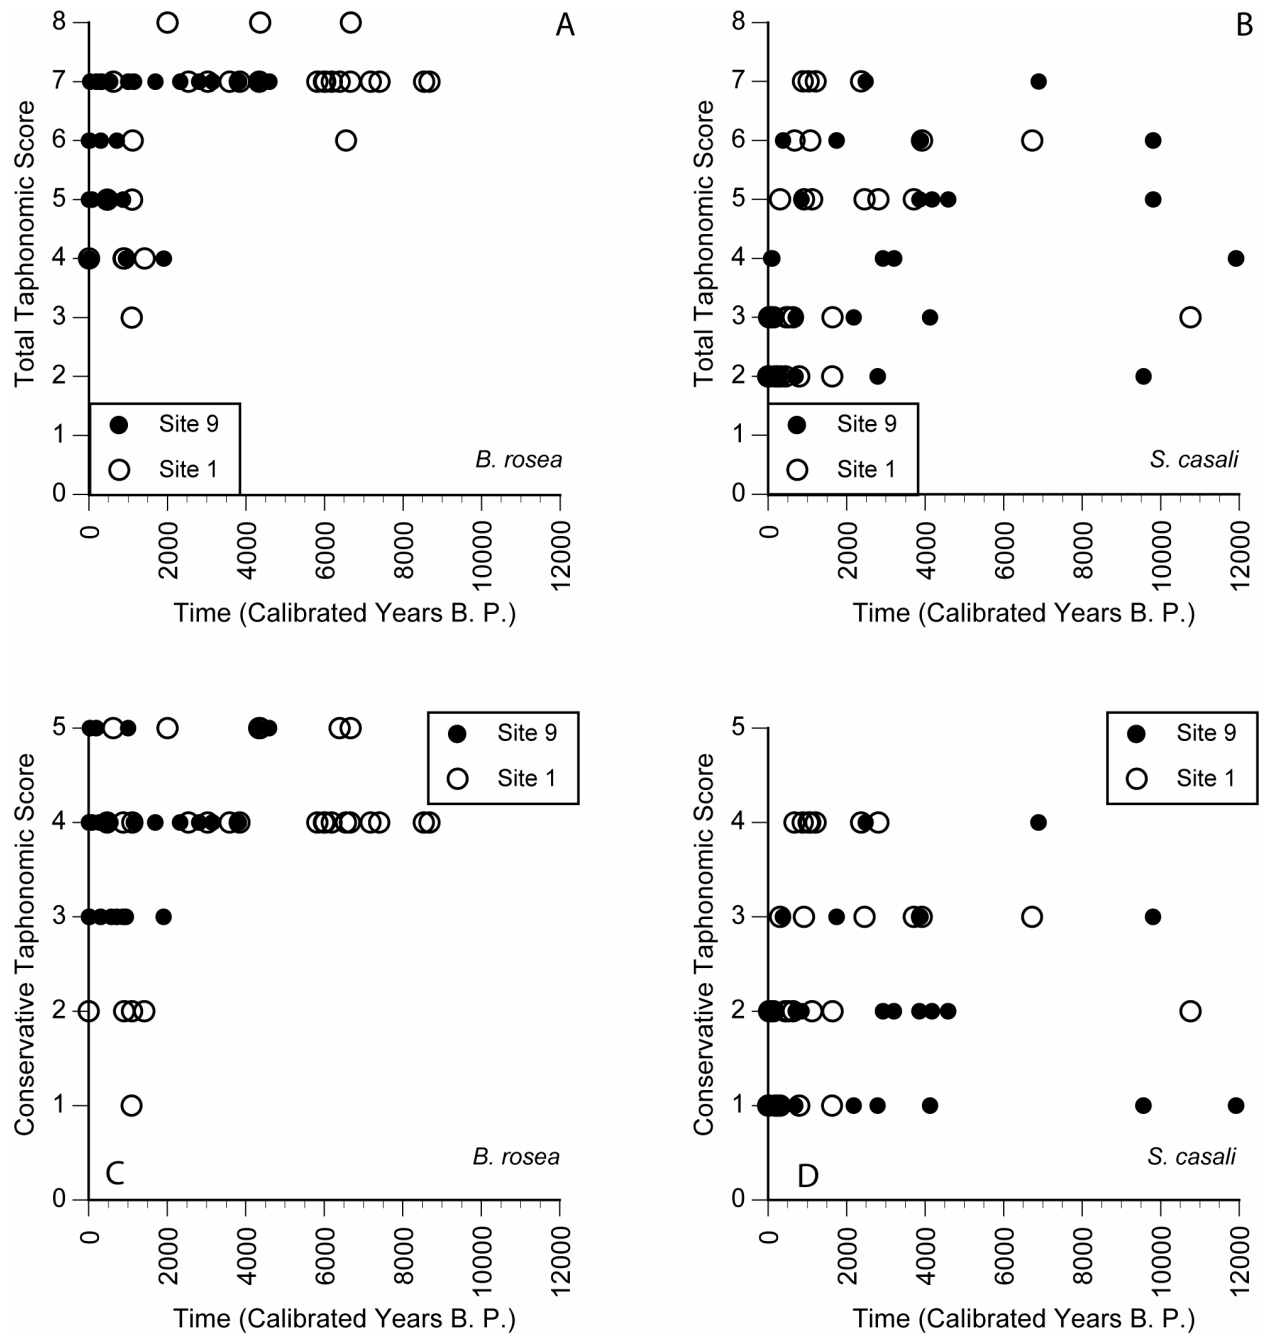 A
Total Taphonomic Score
8
7
6
5
4
3
2
1
0
Site 9
Site 1
B. rosea
0
2000
4000
6000
8000
10000
12000
Time (Calibrated Years B. P.)
B
Total Taphonomic Score
8
7
6
5
4
3
2
1
0
Site 9
Site 1
S. casali
0
2000
4000
6000
8000
10000
12000
Time (Calibrated Years B. P.)
Conservative Taphonomic Score
5
4
3
2
1
0
Site 9
Site 1
B. rosea
C
0
2000
4000
6000
8000
10000
12000
Time (Calibrated Years B. P.)
Conservative Taphonomic Score
5
4
3
2
1
0
Site 9
Site 1
S. casali
D
0
2000
4000
6000
8000
10000
12000
Time (Calibrated Years B. P.)